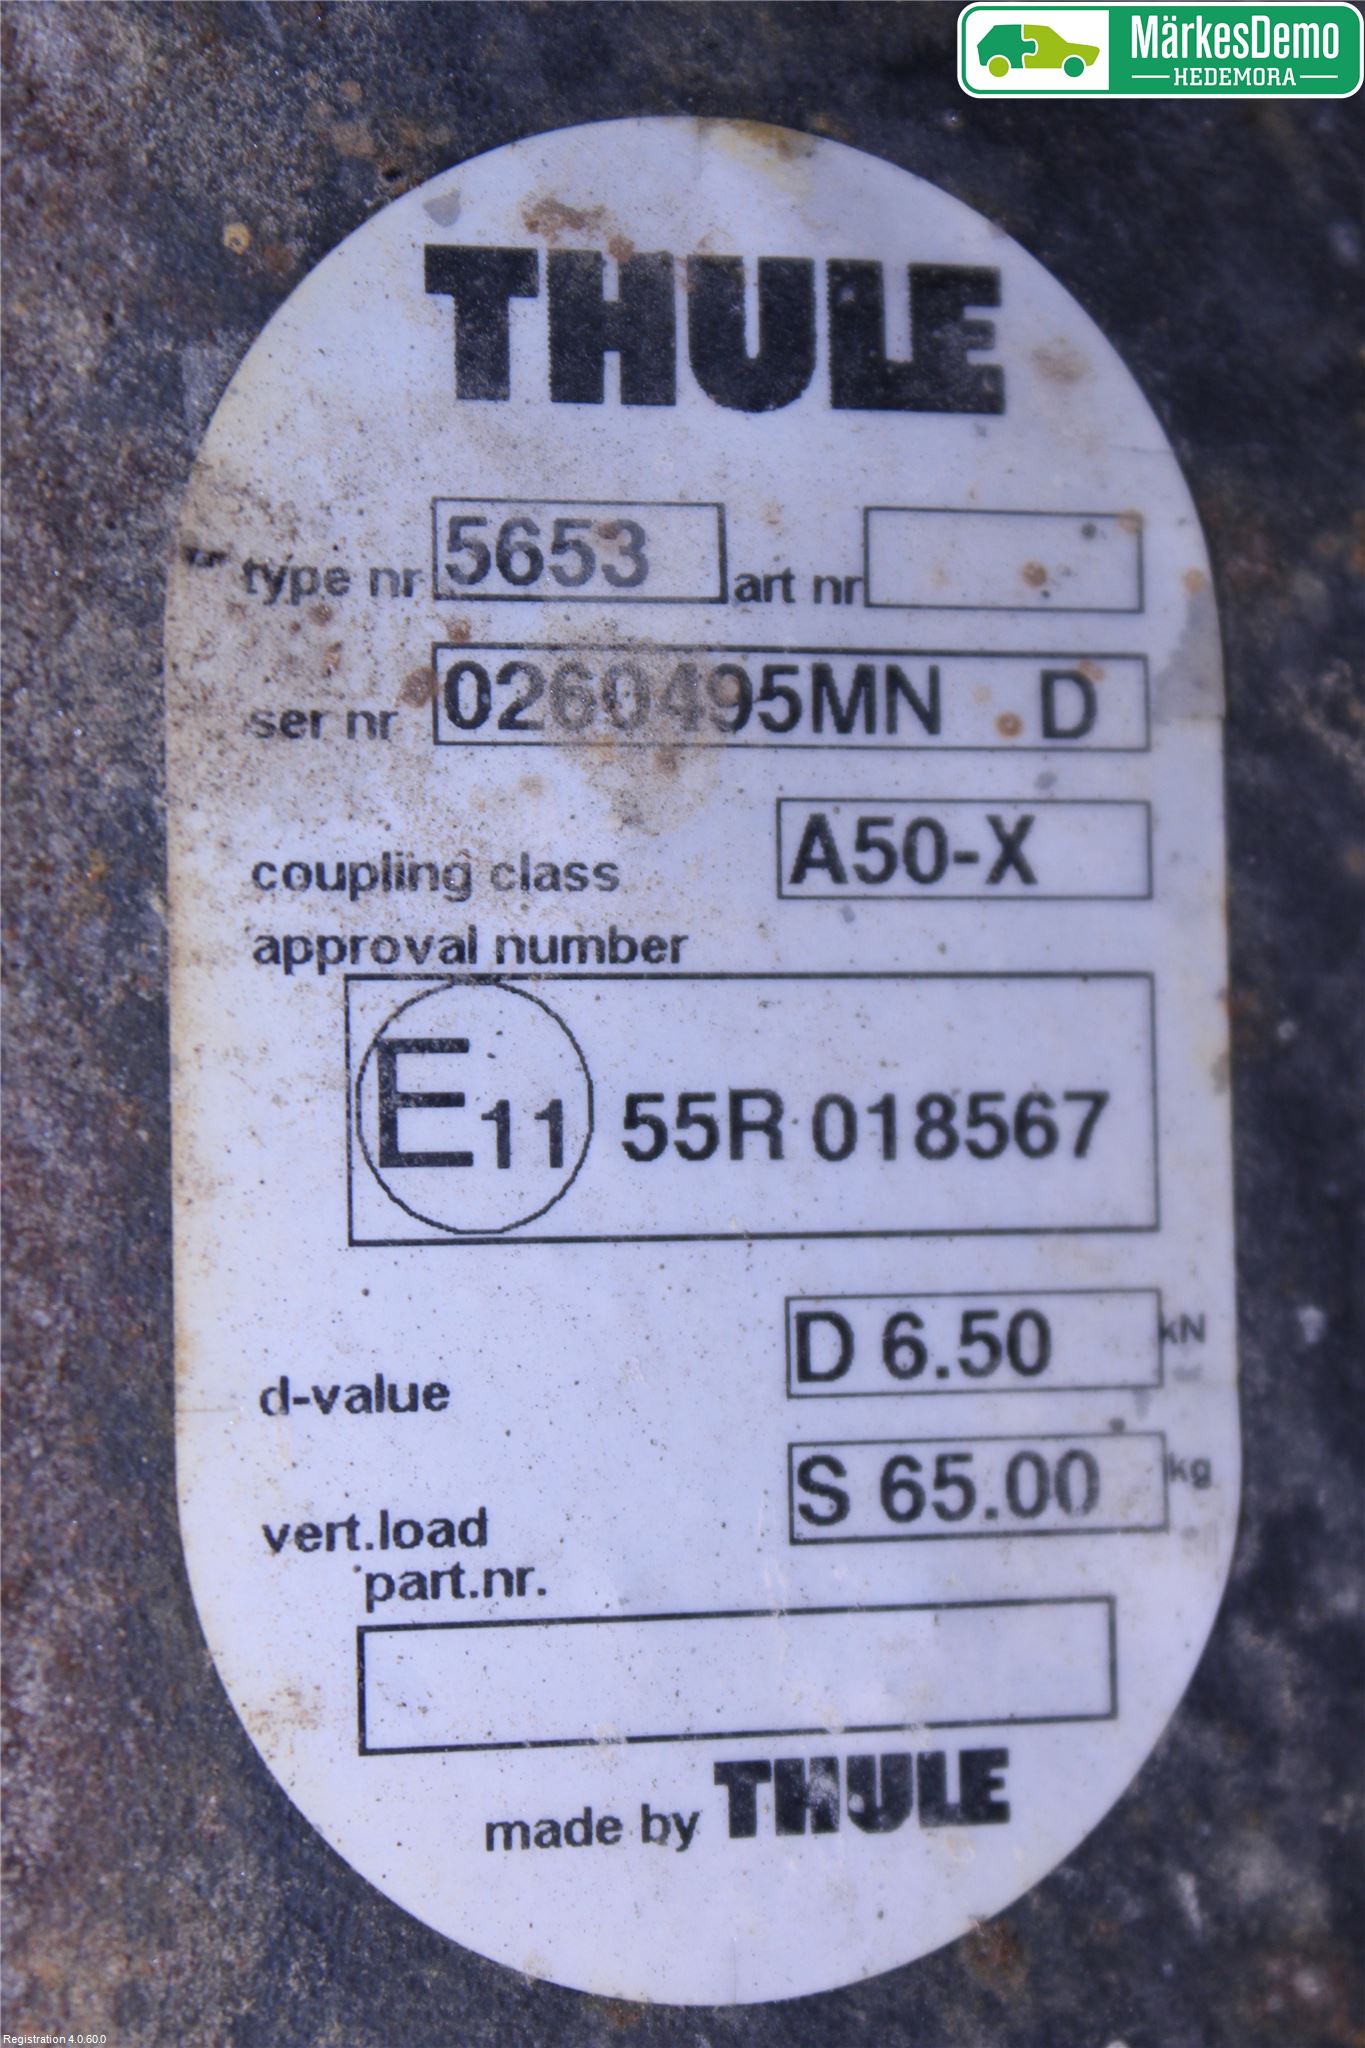 MärkesDemo
HEDEMORA
THULE
type nr 5653 art nr
ser nr 0260495MN D
coupling class A50-X
approval number
E11 55R 018567
d-value D 6.50 kN
vert.load S 65.00 kg
part.nr.
made by THULE
Registration 4.0.60.0